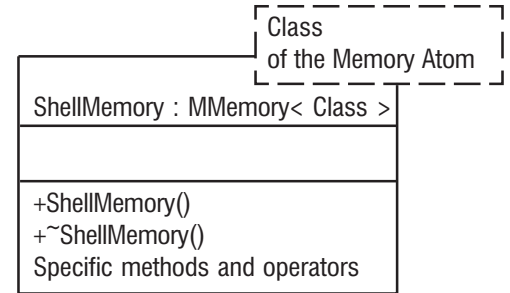 Class
of the Memory Atom
ShellMemory : MMemory< Class >
+ShellMemory()
+~ShellMemory()
Specific methods and operators